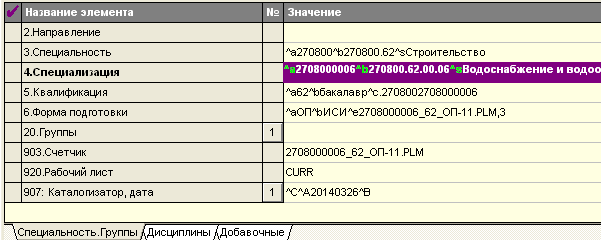 Название элемента № Значение
2.Направление
3.Специальность ^a270800^b270800.62^sСтроительство
4.Специализация ^a2708000006^b270800.62.00.06^sВодоснабжение и водоо
5.Квалификация ^a62^bбакалавр^c.2708002708000006
6.Форма подготовки ^aОП^bИСИ^e2708000006_62_ОП-11.PLM,3
20.Группы 1
903.Счетчик 2708000006_62_ОП-11.PLM
920.Рабочий лист CURR
907: Каталогизатор, дата 1 ^C^A20140326^B
Специальность.Группы Дисциплины Добавочные